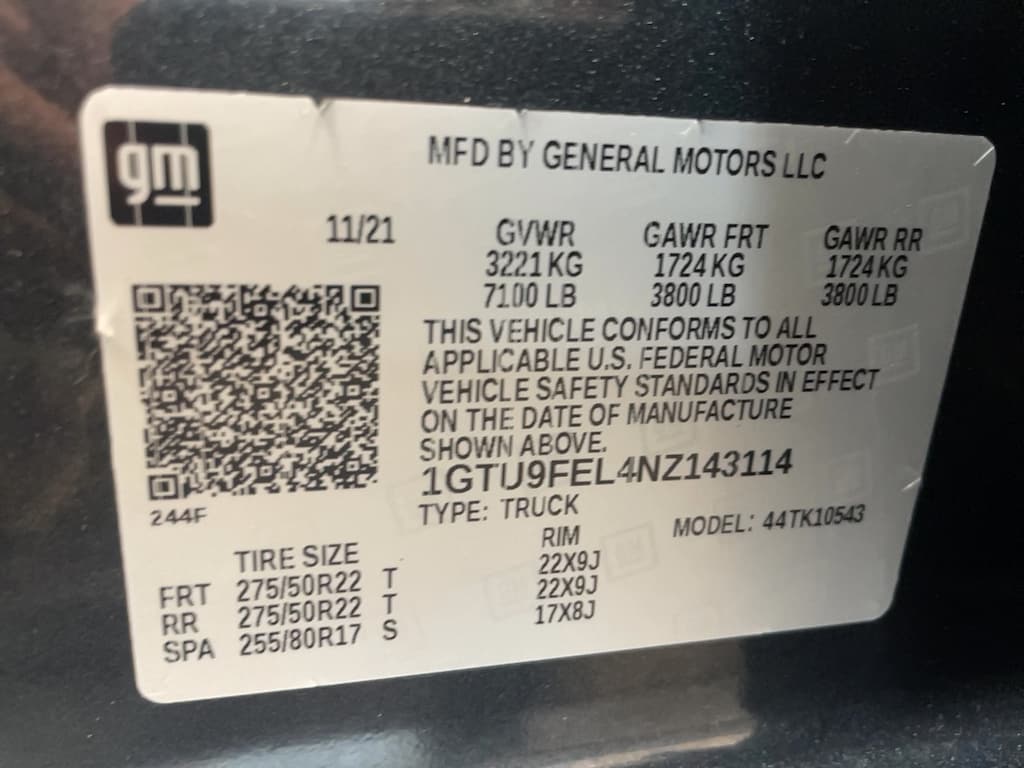 gm
MFD BY GENERAL MOTORS LLC
11/21 GVWR GAWR FRT GAWR RR
3221 KG 1724 KG 1724 KG
7100 LB 3800 LB 3800 LB
THIS VEHICLE CONFORMS TO ALL
APPLICABLE U.S. FEDERAL MOTOR
VEHICLE SAFETY STANDARDS IN EFFECT
ON THE DATE OF MANUFACTURE
SHOWN ABOVE.
1GTU9FEL4NZ143114
244F
TYPE: TRUCK MODEL: 44TK10543
TIRE SIZE RIM
FRT 275/50R22 T 22X9J
RR 275/50R22 T 22X9J
SPA 255/80R17 S 17X8J